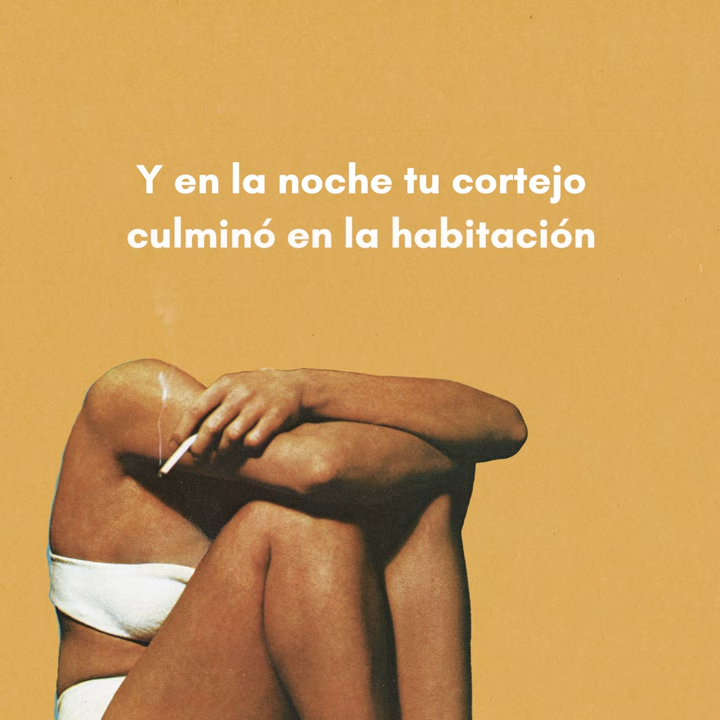 Y en la noche tu cortejo
culminó en la habitación